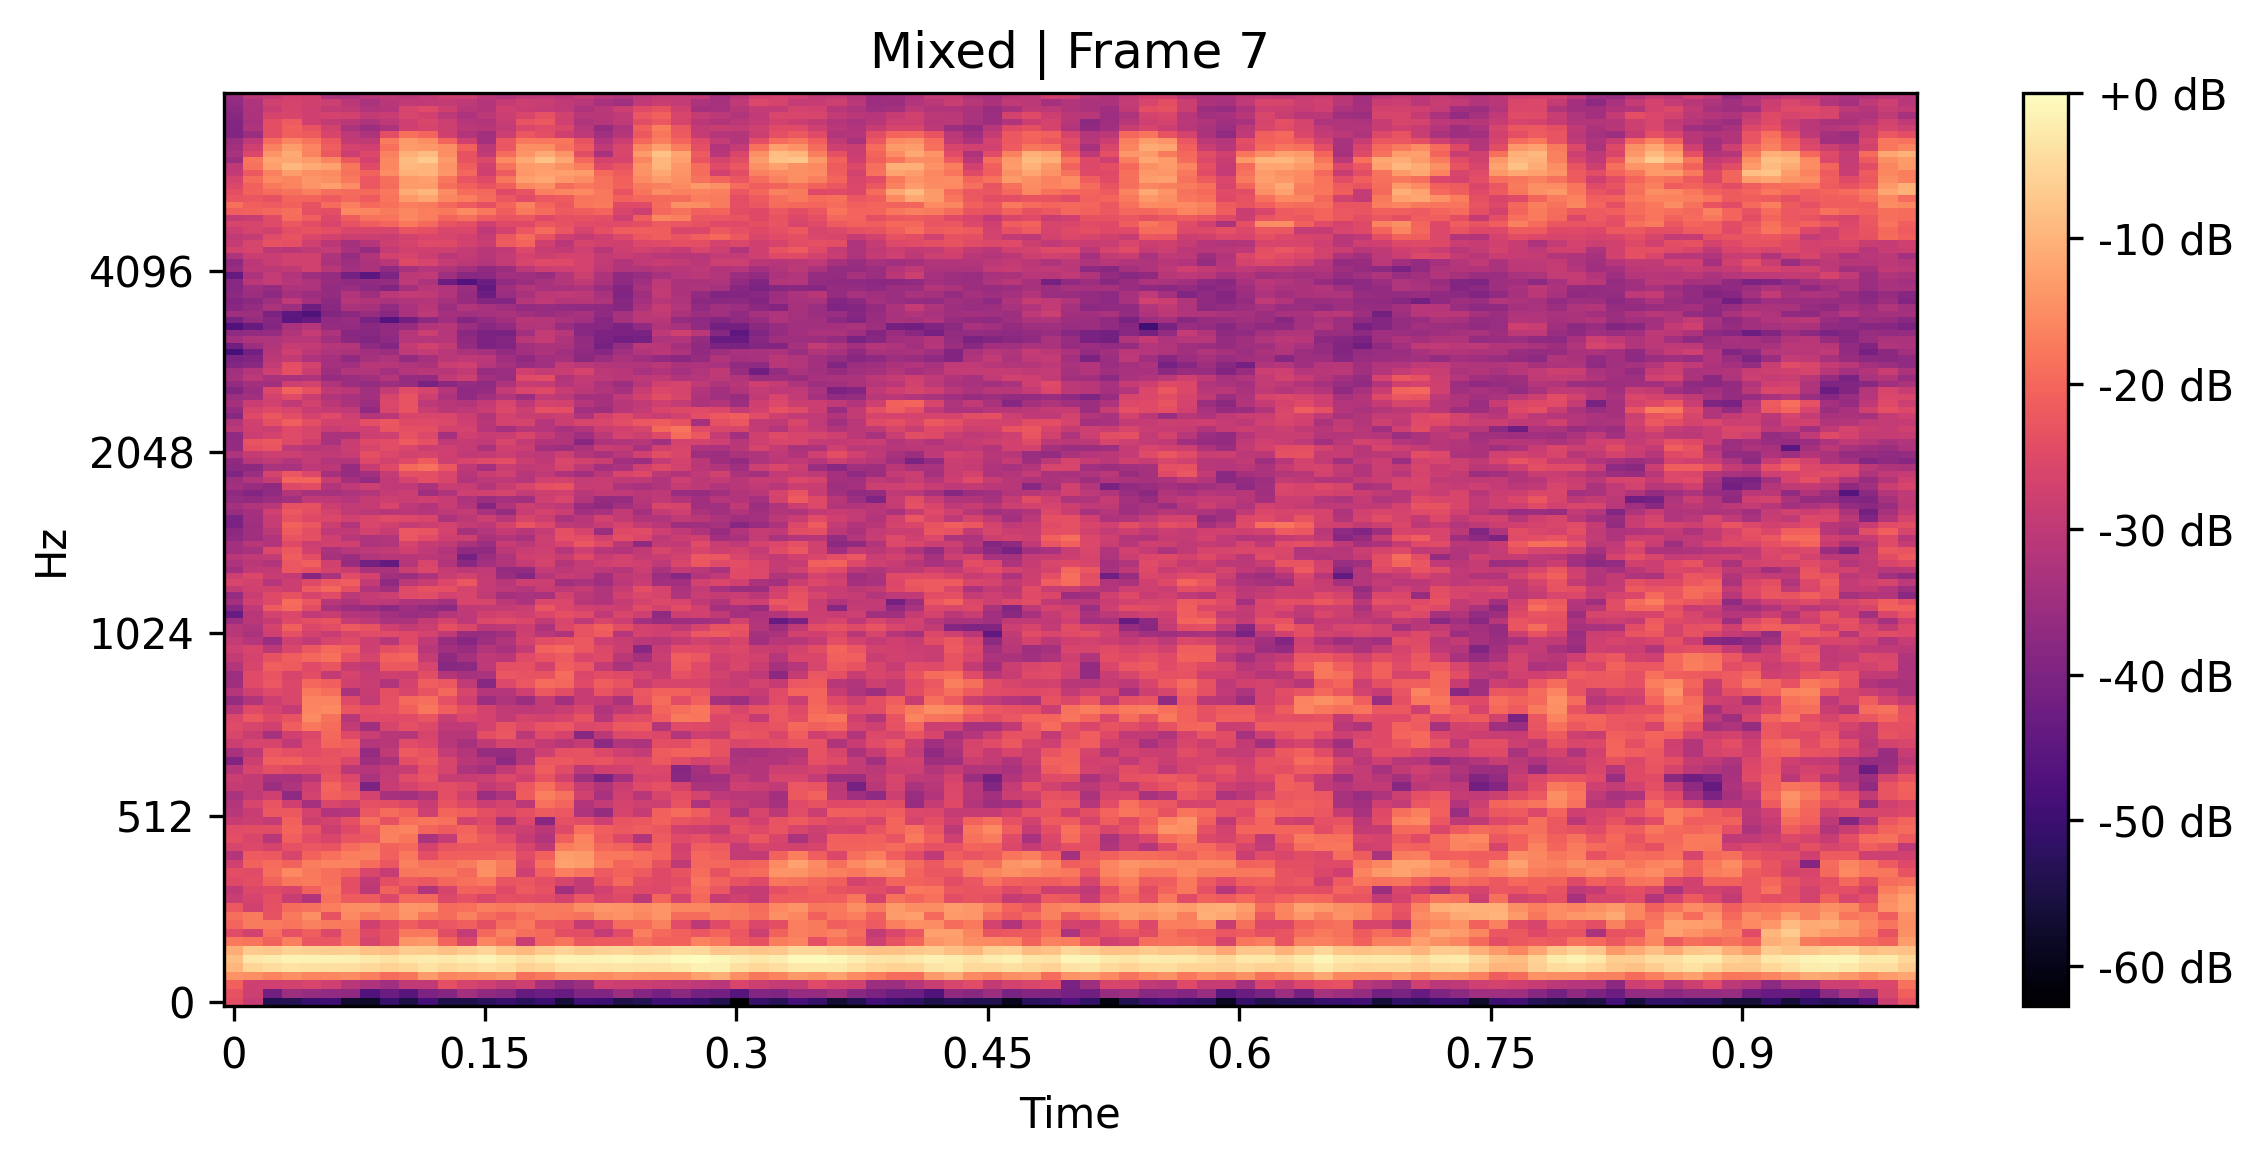 Mixed | Frame 7
+0 dB
-10 dB
-20 dB
-30 dB
-40 dB
-50 dB
-60 dB
4096
2048
1024
512
0
Hz
0 0.15 0.3 0.45 0.6 0.75 0.9
Time